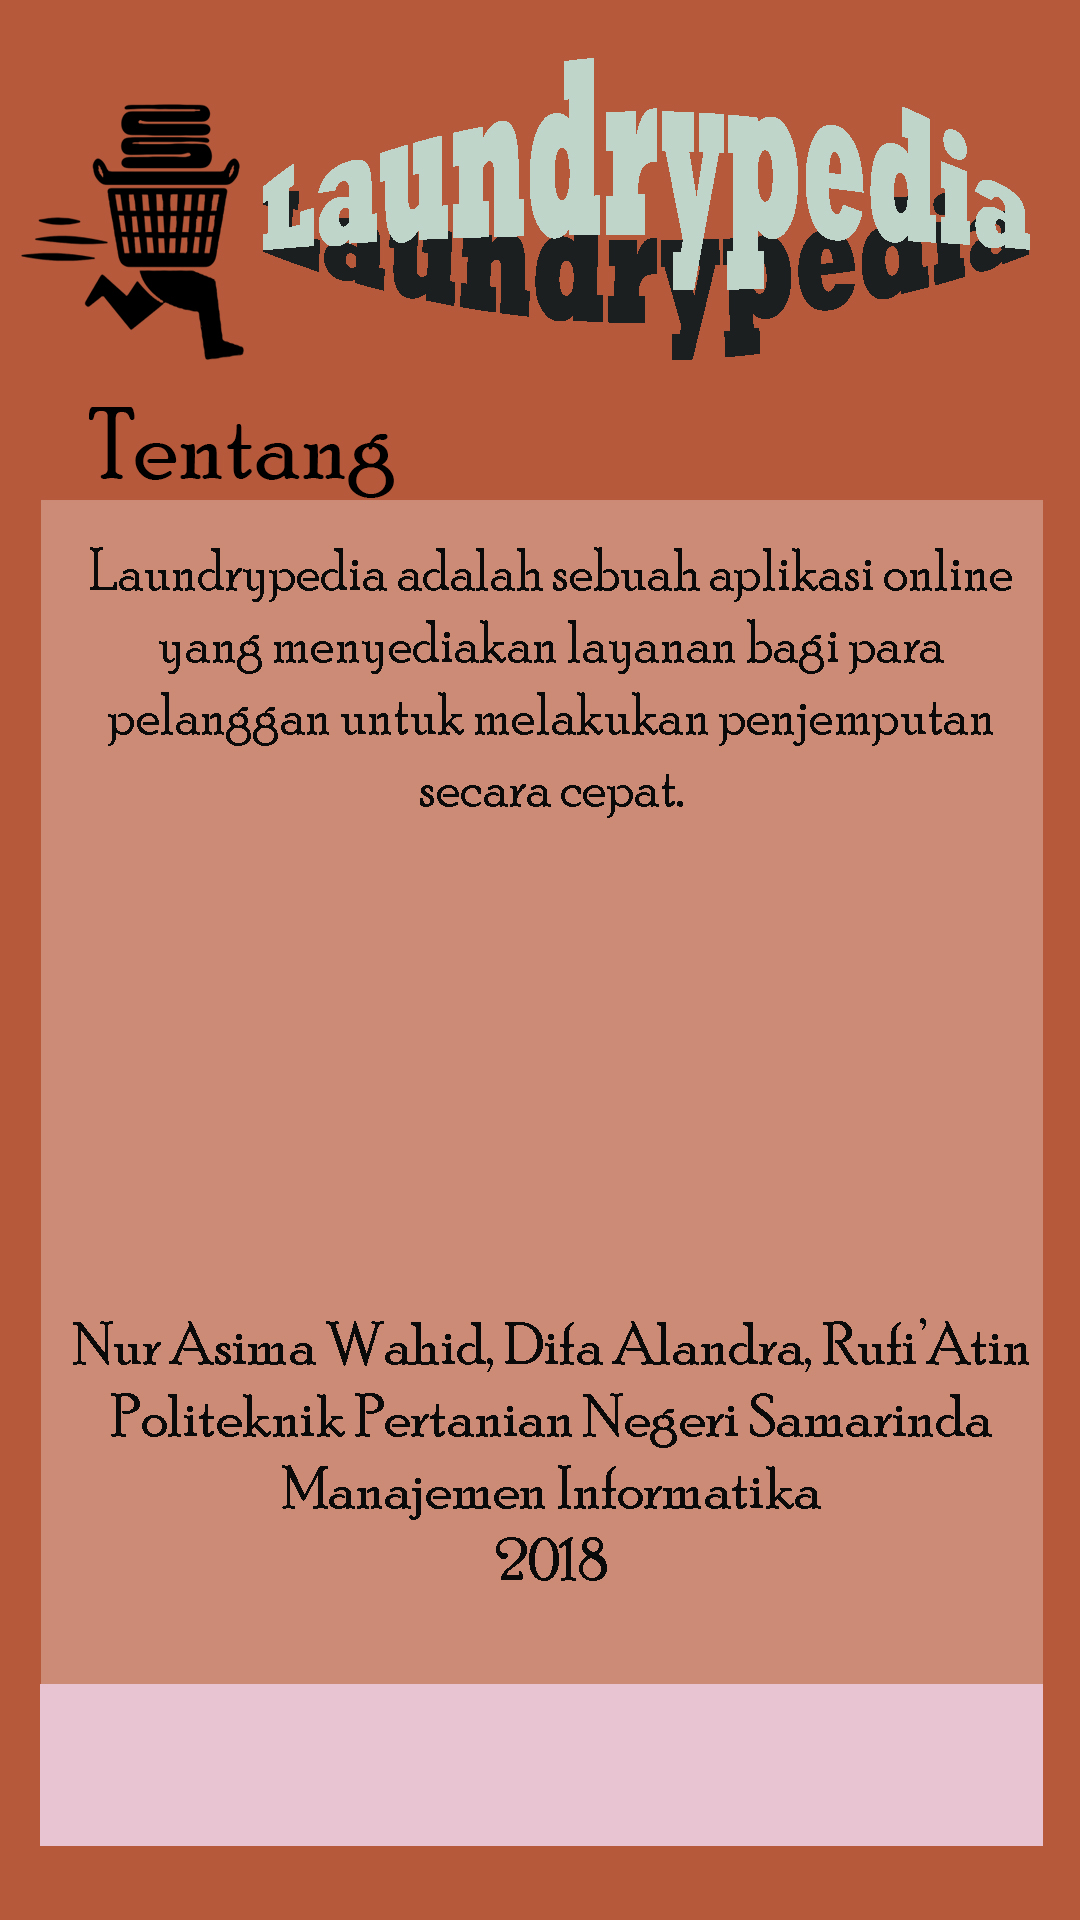 Laundrypedia
Tentang
Laundrypedia adalah sebuah aplikasi online
yang menyediakan layanan bagi para
pelanggan untuk melakukan penjemputan
secara cepat.
Nur Asima Wahid, Difa Alandra, Rufi'Atin
Politeknik Pertanian Negeri Samarinda
Manajemen Informatika
2018